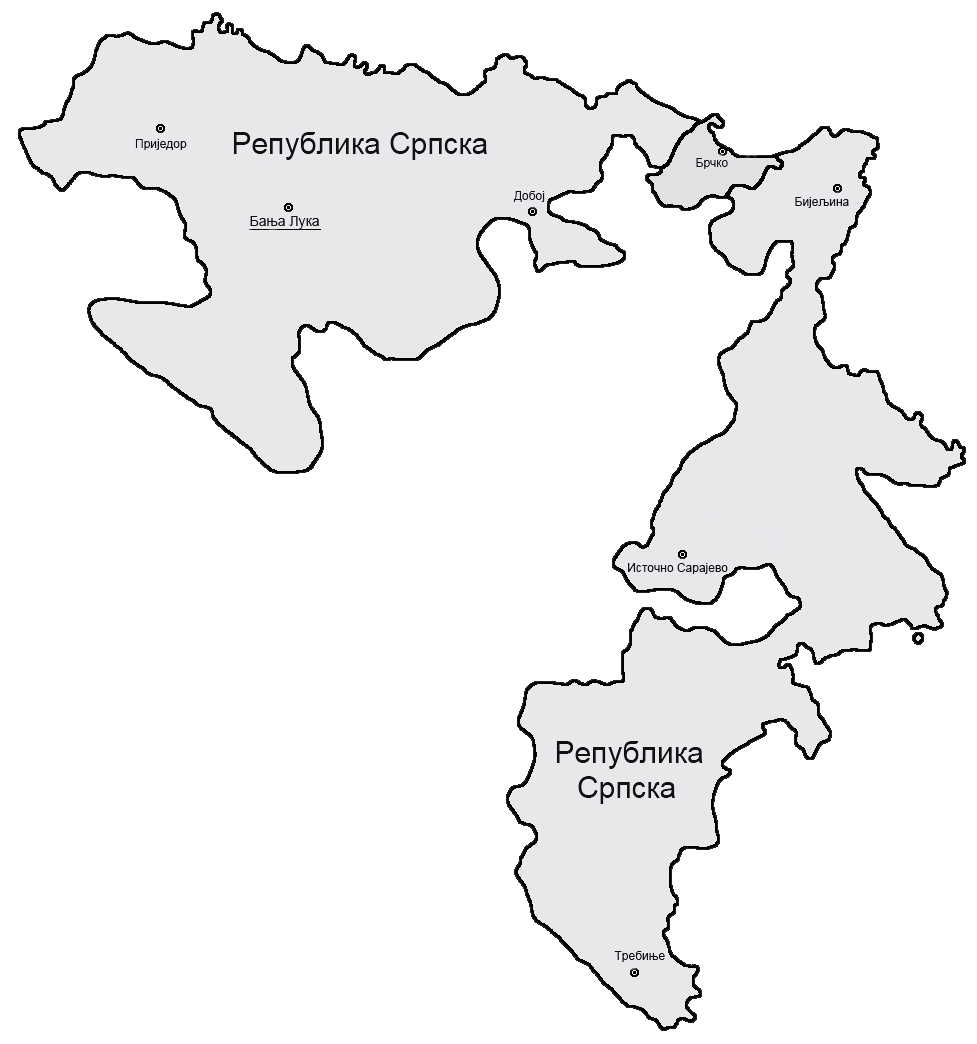 Приједор
Република Српска
Брчко
Добој
Бијељина
Бања Лука
Источно Сарајево
Република
Српска
Требиње